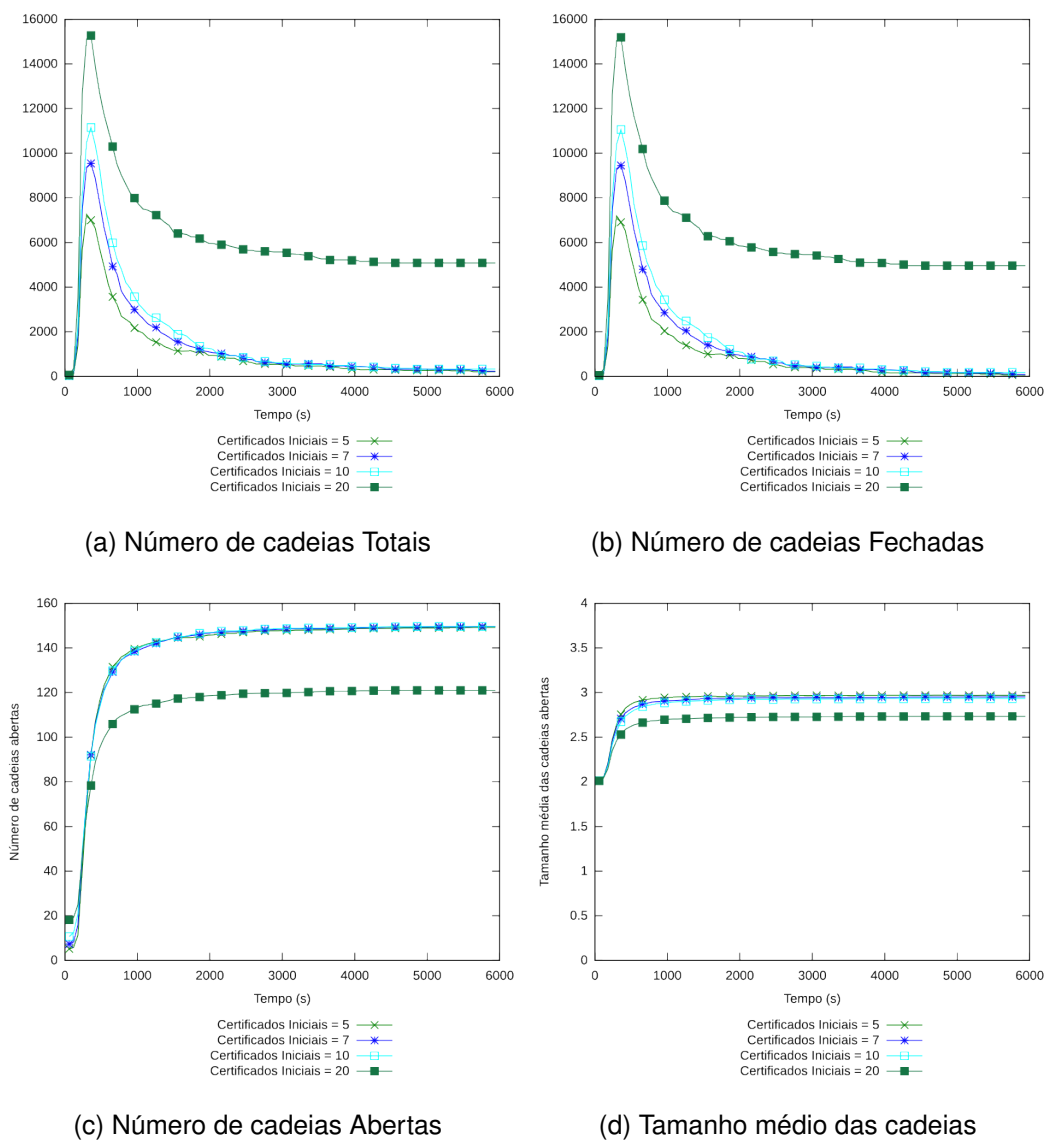 16000
14000
12000
10000
8000
6000
4000
2000
0
0 1000 2000 3000 4000 5000 6000
Tempo (s)
Certificados Iniciais = 5
Certificados Iniciais = 7
Certificados Iniciais = 10
Certificados Iniciais = 20
(a) Número de cadeias Totais
16000
14000
12000
10000
8000
6000
4000
2000
0
0 1000 2000 3000 4000 5000 6000
Tempo (s)
Certificados Iniciais = 5
Certificados Iniciais = 7
Certificados Iniciais = 10
Certificados Iniciais = 20
(b) Número de cadeias Fechadas
Número de cadeias abertas
160
140
120
100
80
60
40
20
0
0 1000 2000 3000 4000 5000 6000
Tempo (s)
Certificados Iniciais = 5
Certificados Iniciais = 7
Certificados Iniciais = 10
Certificados Iniciais = 20
(c) Número de cadeias Abertas
Tamanho média das cadeias abertas
4
3.5
3
2.5
2
1.5
1
0.5
0
0 1000 2000 3000 4000 5000 6000
Tempo (s)
Certificados Iniciais = 5
Certificados Iniciais = 7
Certificados Iniciais = 10
Certificados Iniciais = 20
(d) Tamanho médio das cadeias